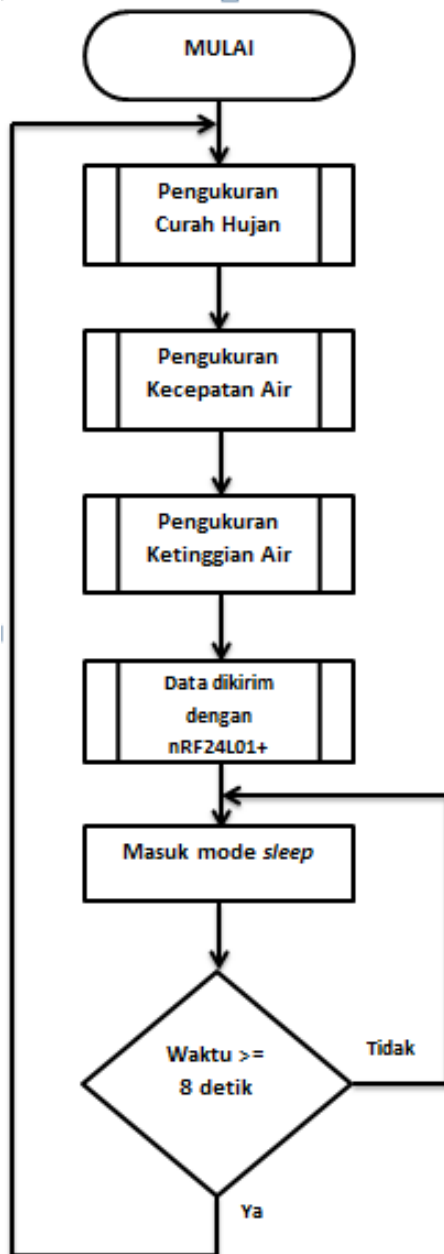 MULAI
Pengukuran
Curah Hujan
Pengukuran
Kecepatan Air
Pengukuran
Ketinggian Air
Data dikirim
dengan
nRF24L01+
Masuk mode sleep
Waktu >=
8 detik
Tidak
Ya